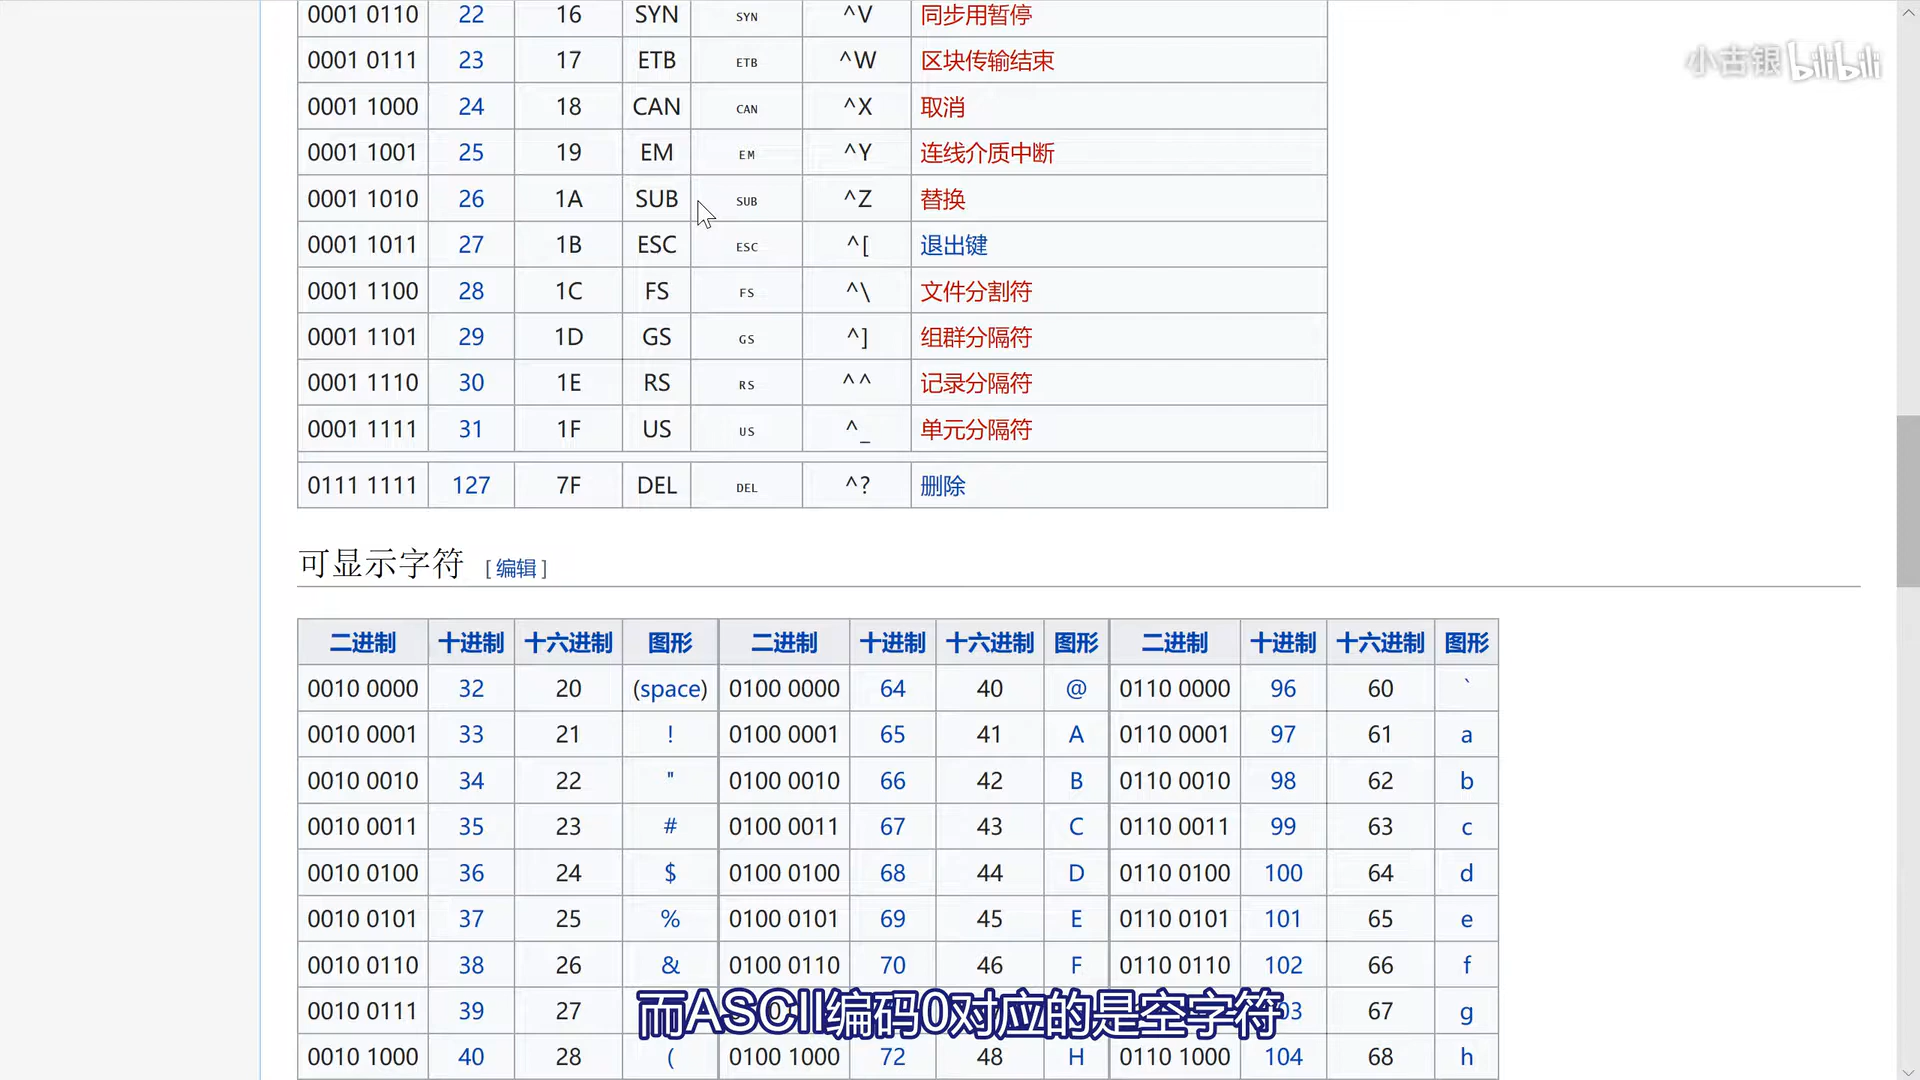 小古银 bilibili
0001 0110 22 16 SYN SYN ^V 同步用暂停
0001 0111 23 17 ETB ETB ^W 区块传输结束
0001 1000 24 18 CAN CAN ^X 取消
0001 1001 25 19 EM EM ^Y 连线介质中断
0001 1010 26 1A SUB SUB ^Z 替换
0001 1011 27 1B ESC ESC ^[ 退出键
0001 1100 28 1C FS FS ^\ 文件分割符
0001 1101 29 1D GS GS ^] 组群分隔符
0001 1110 30 1E RS RS ^^ 记录分隔符
0001 1111 31 1F US US ^_ 单元分隔符
0111 1111 127 7F DEL DEL ^? 删除
可显示字符 [编辑]
二进制 十进制 十六进制 图形 二进制 十进制 十六进制 图形 二进制 十进制 十六进制 图形
0010 0000 32 20 (space) 0100 0000 64 40 @ 0110 0000 96 60 `
0010 0001 33 21 ! 0100 0001 65 41 A 0110 0001 97 61 a
0010 0010 34 22 " 0100 0010 66 42 B 0110 0010 98 62 b
0010 0011 35 23 # 0100 0011 67 43 C 0110 0011 99 63 c
0010 0100 36 24 $ 0100 0100 68 44 D 0110 0100 100 64 d
0010 0101 37 25 % 0100 0101 69 45 E 0110 0101 101 65 e
0010 0110 38 26 & 0100 0110 70 46 F 0110 0110 102 66 f
0010 0111 39 27 67 g
而ASCII编码0对应的是空字符
0010 1000 40 28 ( 0100 1000 72 48 H 0110 1000 104 68 h